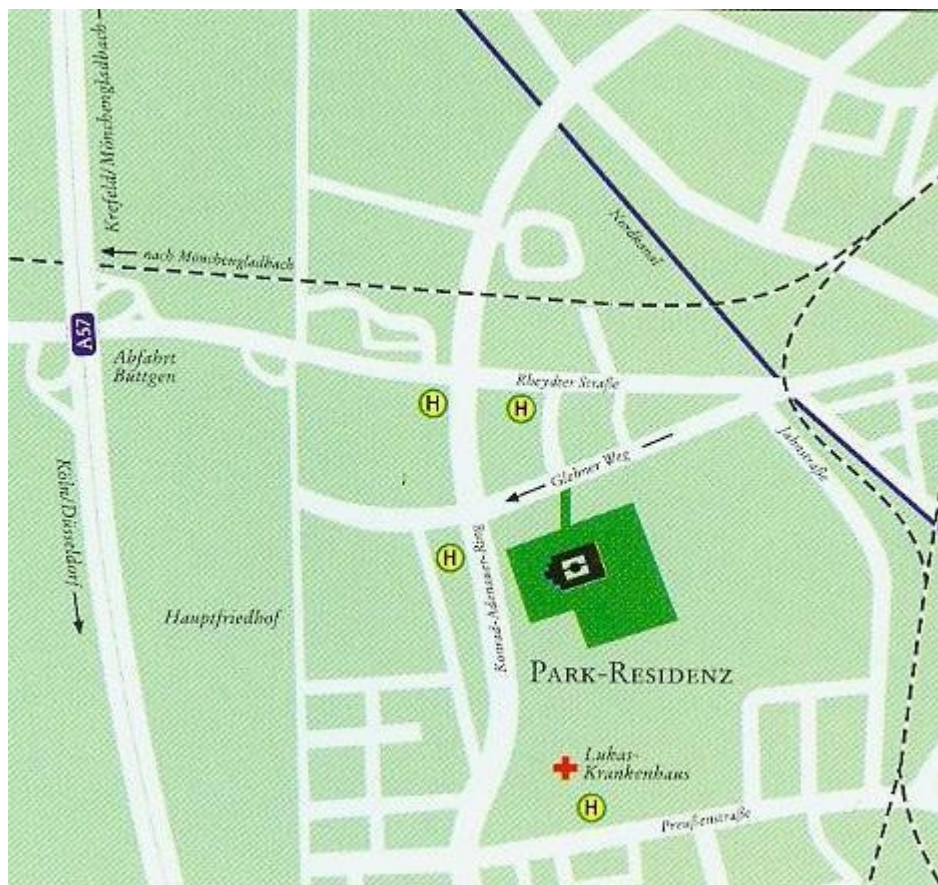 Krefeld/Mönchengladbach
nach Mönchengladbach
Nordkanal
A57
Abfahrt
Büttgen
Rheydter Straße
H
H
Jahnstraße
Glehner Weg
Köln/Düsseldorf
H
Konrad-Adenauer-Ring
Hauptfriedhof
PARK-RESIDENZ
Lukas-
Krankenhaus
H
Preußenstraße